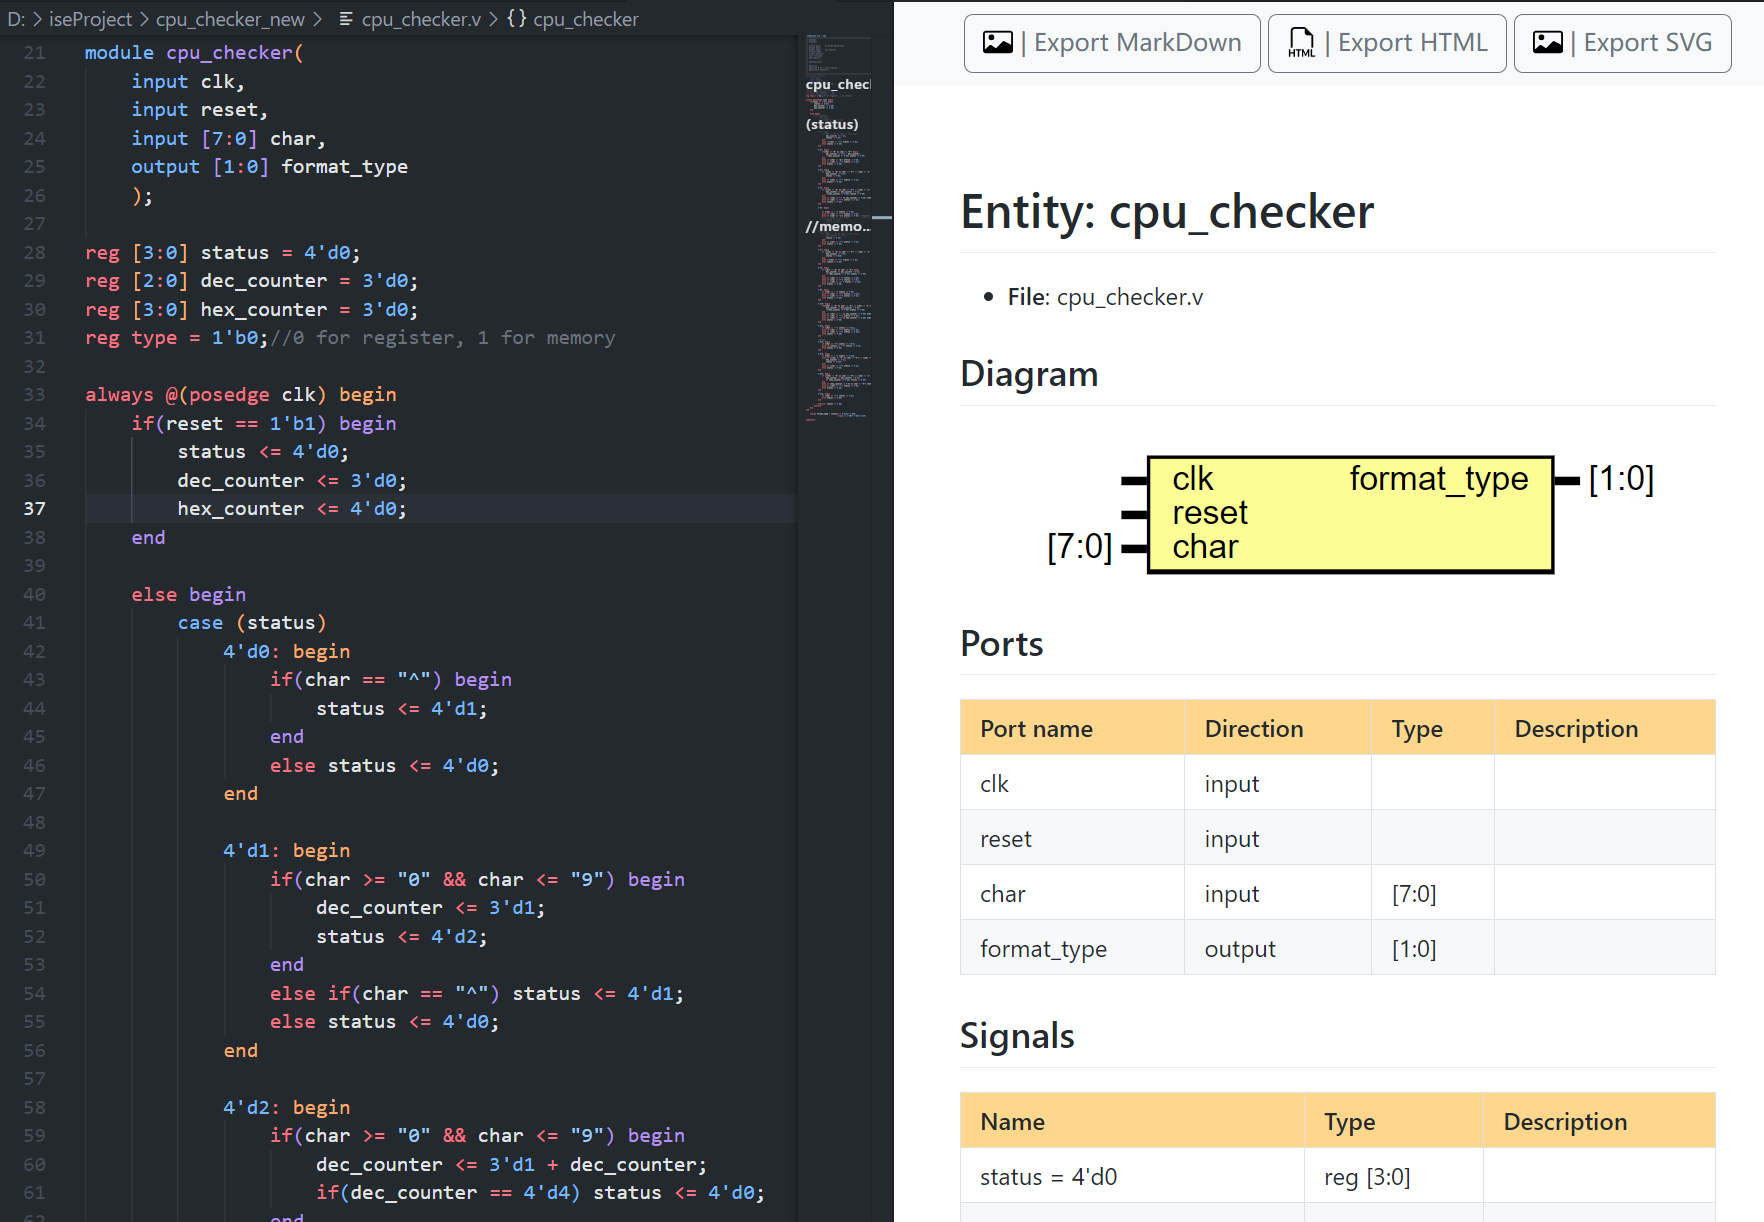 D: > iseProject > cpu_checker_new > cpu_checker.v > {} cpu_checker
21 module cpu_checker(
22 input clk,
23 input reset,
24 input [7:0] char,
25 output [1:0] format_type
26 );
27
28 reg [3:0] status = 4'd0;
29 reg [2:0] dec_counter = 3'd0;
30 reg [3:0] hex_counter = 3'd0;
31 reg type = 1'b0;//0 for register, 1 for memory
32
33 always @(posedge clk) begin
34 if(reset == 1'b1) begin
35 status <= 4'd0;
36 dec_counter <= 3'd0;
37 hex_counter <= 4'd0;
38 end
39
40 else begin
41 case (status)
42 4'd0: begin
43 if(char == "^") begin
44 status <= 4'd1;
45 end
46 else status <= 4'd0;
47 end
48
49 4'd1: begin
50 if(char >= "0" && char <= "9") begin
51 dec_counter <= 3'd1;
52 status <= 4'd2;
53 end
54 else if(char == "^") status <= 4'd1;
55 else status <= 4'd0;
56 end
57
58 4'd2: begin
59 if(char >= "0" && char <= "9") begin
60 dec_counter <= 3'd1 + dec_counter;
61 if(dec_counter == 4'd4) status <= 4'd0;
62 end
cpu_chec
(status)
//memo...
| Export MarkDown
HTML | Export HTML
| Export SVG
Entity: cpu_checker
• File: cpu_checker.v
Diagram
clk format_type [1:0]
reset
[7:0] char
Ports
Port name Direction Type Description
clk input
reset input
char input [7:0]
format_type output [1:0]
Signals
Name Type Description
status = 4'd0 reg [3:0]